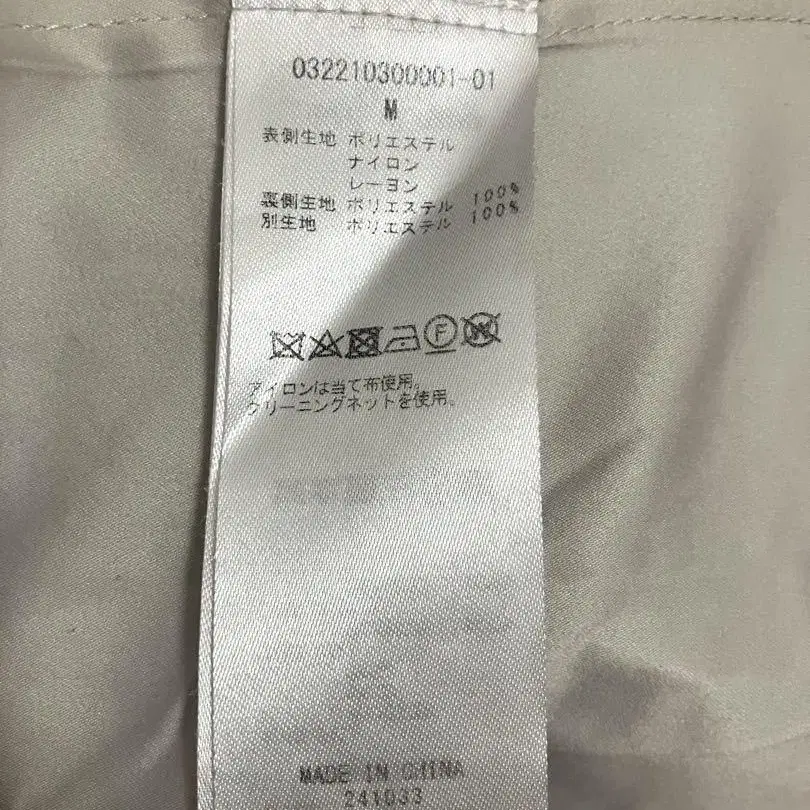 032210300001-01
M
表側生地 ポリエステル
ナイロン
レーヨン
裏側生地 ポリエステル 100%
別生地 ポリエステル 100%
F
W
アイロンは当て布使用。
クリーニングネットを使用。
MADE IN CHINA
241033